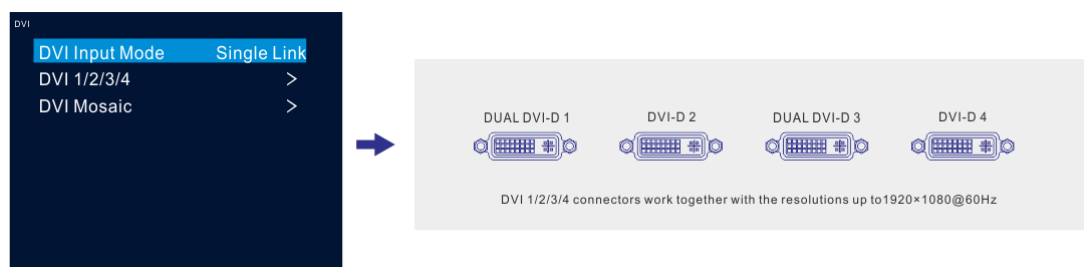 DVI
DVI Input Mode Single Link
DVI 1/2/3/4 >
DVI Mosaic >
DUAL DVI-D 1 DVI-D 2 DUAL DVI-D 3 DVI-D 4
DVI 1/2/3/4 connectors work together with the resolutions up to1920×1080@60Hz